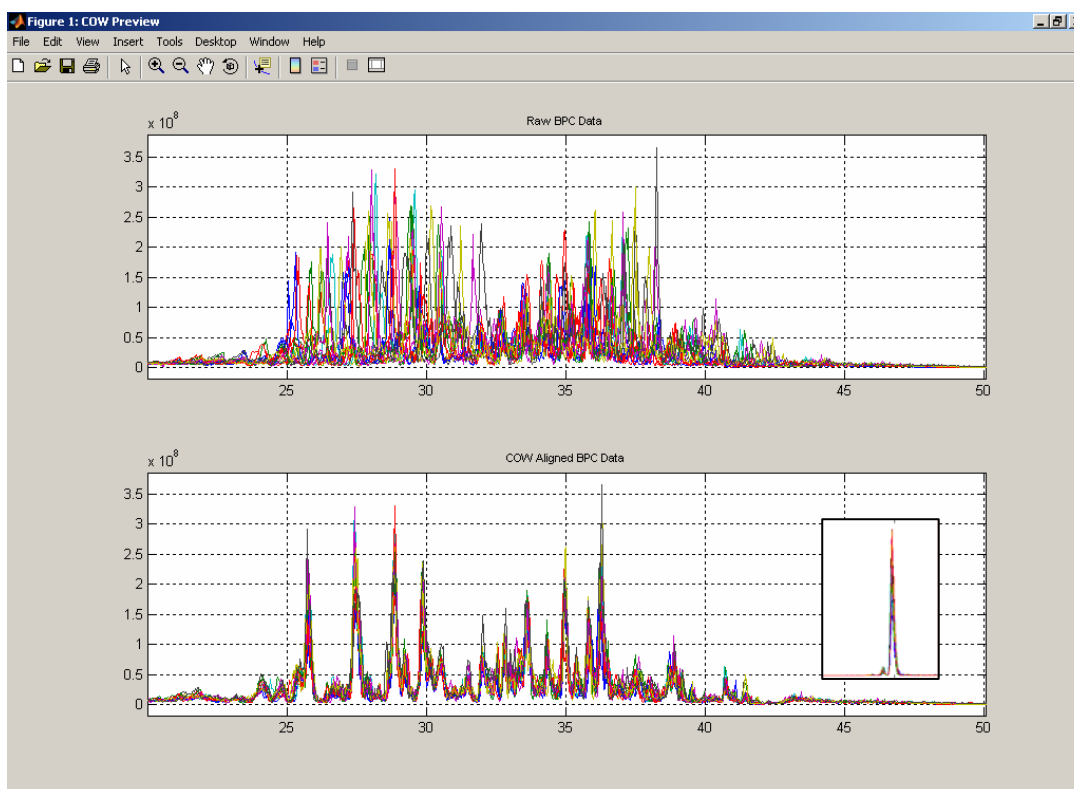 Figure 1: COW Preview
File Edit View Insert Tools Desktop Window Help
x 10^8
Raw BPC Data
3.5
3
2.5
2
1.5
1
0.5
0
25 30 35 40 45 50
x 10^8
COW Aligned BPC Data
3.5
3
2.5
2
1.5
1
0.5
0
25 30 35 40 45 50